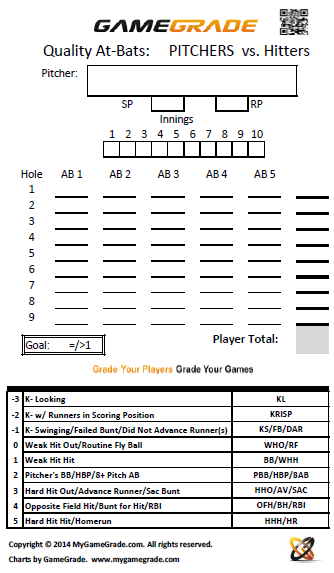 GAMEGRADE
Quality At-Bats: PITCHERS vs. Hitters
Pitcher:
SP RP
Innings
1 2 3 4 5 6 7 8 9 10
Hole AB 1 AB 2 AB 3 AB 4 AB 5
1
2
3
4
5
6
7
8
9
Goal: =/>1 Player Total:
Grade Your Players Grade Your Games
-3 K- Looking KL
-2 K- w/ Runners in Scoring Position KRISP
-1 K- Swinging/Failed Bunt/Did Not Advance Runner(s) KS/FB/DAR
0 Weak Hit Out/Routine Fly Ball WHO/RF
1 Weak Hit Hit BB/WHH
2 Pitcher's BB/HBP/8+ Pitch AB PBB/HBP/8AB
3 Hard Hit Out/Advance Runner/Sac Bunt HHO/AV/SAC
4 Opposite Field Hit/Bunt for Hit/RBI OFH/BH/RBI
5 Hard Hit Hit/Homerun HHH/HR
Copyright © 2014 MyGameGrade.com. All rights reserved.
Charts by GameGrade. www.mygamegrade.com